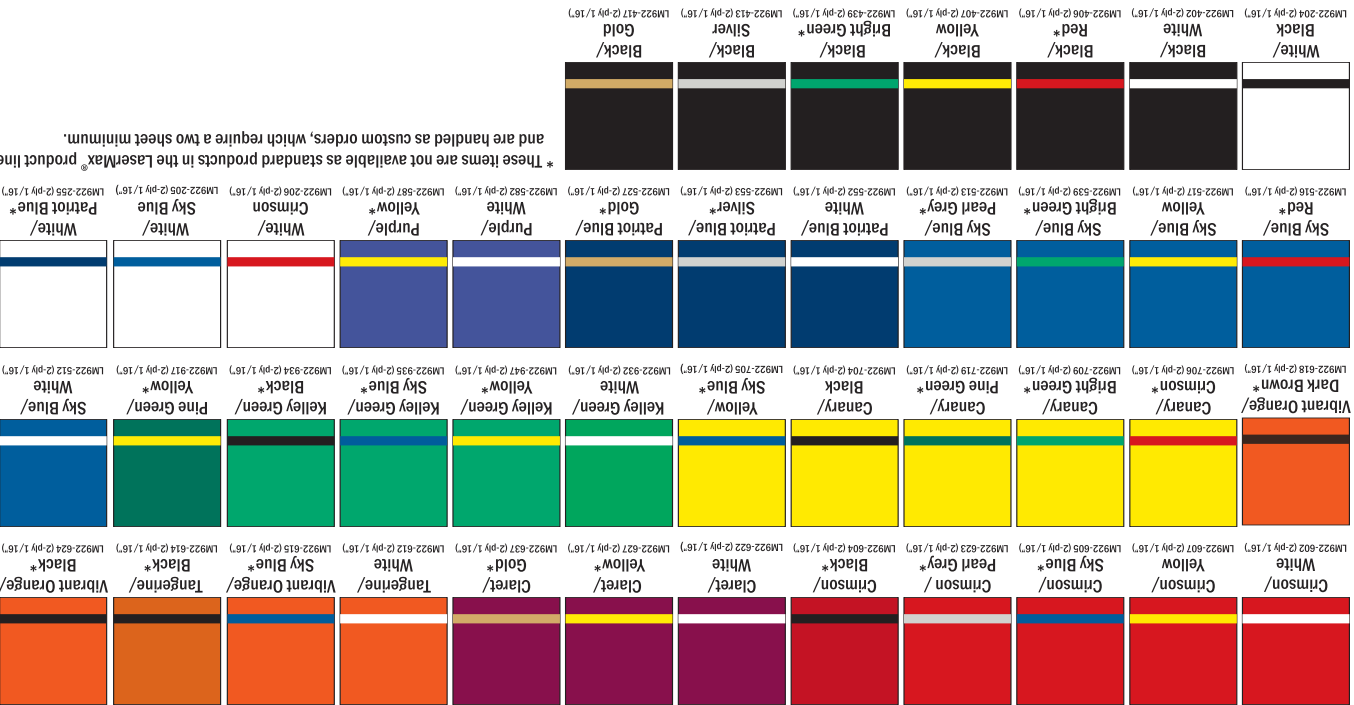 Crimson/
White
LM922-602 (2-ply 1/16")
Crimson/
Yellow
LM922-607 (2-ply 1/16")
Crimson/
Sky Blue*
LM922-605 (2-ply 1/16")
Crimson /
Pearl Grey*
LM922-623 (2-ply 1/16")
Crimson/
Black*
LM922-604 (2-ply 1/16")
Claret/
White
LM922-622 (2-ply 1/16")
Claret/
Yellow*
LM922-627 (2-ply 1/16")
Claret/
Gold*
LM922-637 (2-ply 1/16")
Tangerine/
White
LM922-612 (2-ply 1/16")
Vibrant Orange/
Sky Blue*
LM922-615 (2-ply 1/16")
Tangerine/
Black*
LM922-614 (2-ply 1/16")
Vibrant Orange/
Black*
LM922-624 (2-ply 1/16")
Vibrant Orange/
Dark Brown*
LM922-618 (2-ply 1/16")
Canary/
Crimson*
LM922-706 (2-ply 1/16")
Canary/
Bright Green*
LM922-709 (2-ply 1/16")
Canary/
Pine Green*
LM922-719 (2-ply 1/16")
Canary/
Black
LM922-704 (2-ply 1/16")
Yellow/
Sky Blue*
LM922-705 (2-ply 1/16")
Kelley Green/
White
LM922-932 (2-ply 1/16")
Kelley Green/
Yellow*
LM922-947 (2-ply 1/16")
Kelley Green/
Sky Blue*
LM922-935 (2-ply 1/16")
Kelley Green/
Black*
LM922-934 (2-ply 1/16")
Pine Green/
Yellow*
LM922-917 (2-ply 1/16")
Sky Blue/
White
LM922-512 (2-ply 1/16")
Sky Blue/
Red*
LM922-516 (2-ply 1/16")
Sky Blue/
Yellow
LM922-517 (2-ply 1/16")
Sky Blue/
Bright Green*
LM922-539 (2-ply 1/16")
Sky Blue/
Pearl Grey*
LM922-513 (2-ply 1/16")
Patriot Blue/
White
LM922-552 (2-ply 1/16")
Patriot Blue/
Silver*
LM922-553 (2-ply 1/16")
Patriot Blue/
Gold*
LM922-527 (2-ply 1/16")
Purple/
White
LM922-582 (2-ply 1/16")
Purple/
Yellow*
LM922-587 (2-ply 1/16")
White/
Crimson
LM922-206 (2-ply 1/16")
White/
Sky Blue
LM922-205 (2-ply 1/16")
White/
Patriot Blue*
LM922-255 (2-ply 1/16")
White/
Black
LM922-204 (2-ply 1/16")
Black/
White
LM922-402 (2-ply 1/16")
Black/
Red*
LM922-406 (2-ply 1/16")
Black/
Yellow
LM922-407 (2-ply 1/16")
Black/
Bright Green*
LM922-439 (2-ply 1/16")
Black/
Silver
LM922-413 (2-ply 1/16")
Black/
Gold
LM922-417 (2-ply 1/16")
* These items are not available as standard products in the LaserMax® product line
and are handled as custom orders, which require a two sheet minimum.